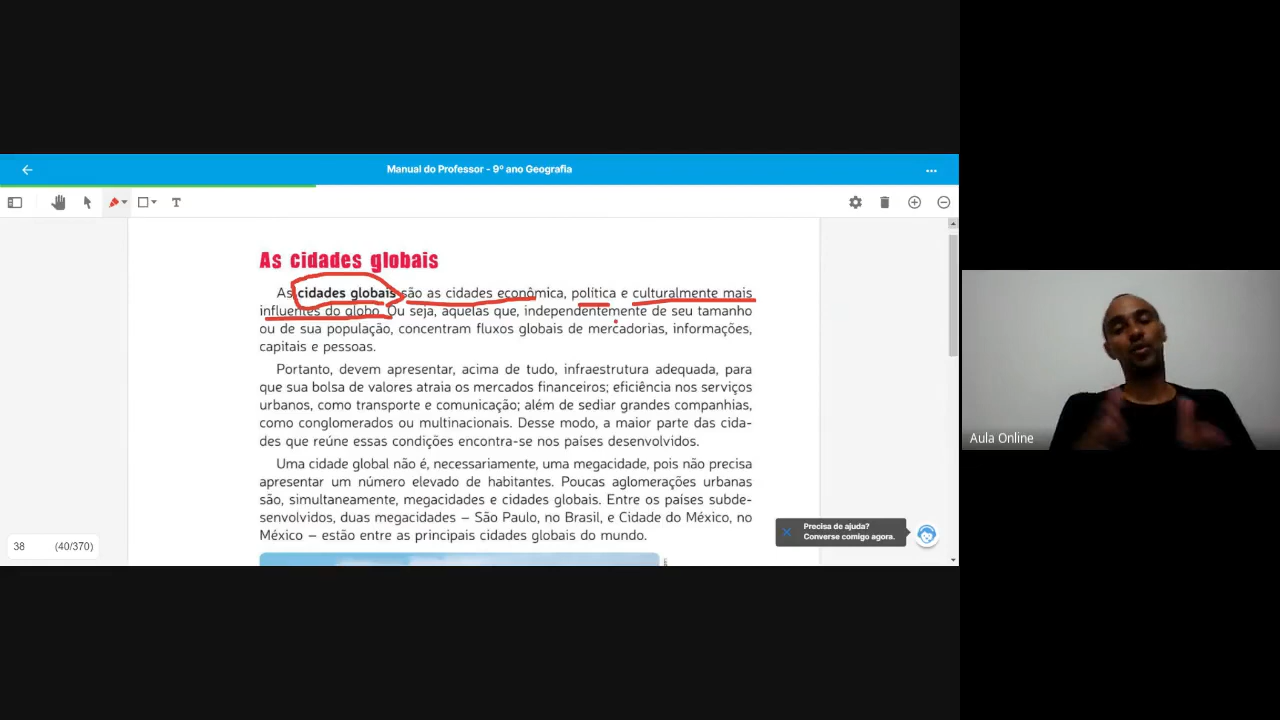 Manual do Professor - 9º ano Geografia
T
As cidades globais
As cidades globais são as cidades econômica, política e culturalmente mais
influentes do globo. Ou seja, aquelas que, independentemente de seu tamanho
ou de sua população, concentram fluxos globais de mercadorias, informações,
capitais e pessoas.
Portanto, devem apresentar, acima de tudo, infraestrutura adequada, para
que sua bolsa de valores atraia os mercados financeiros; eficiência nos serviços
urbanos, como transporte e comunicação; além de sediar grandes companhias,
como conglomerados ou multinacionais. Desse modo, a maior parte das cida-
des que reúne essas condições encontra-se nos países desenvolvidos.
Uma cidade global não é, necessariamente, uma megacidade, pois não precisa
apresentar um número elevado de habitantes. Poucas aglomerações urbanas
são, simultaneamente, megacidades e cidades globais. Entre os países subde-
senvolvidos, duas megacidades – São Paulo, no Brasil, e Cidade do México, no
México – estão entre as principais cidades globais do mundo.
38 (40/370)
Precisa de ajuda?
Converse comigo agora.
Aula Online